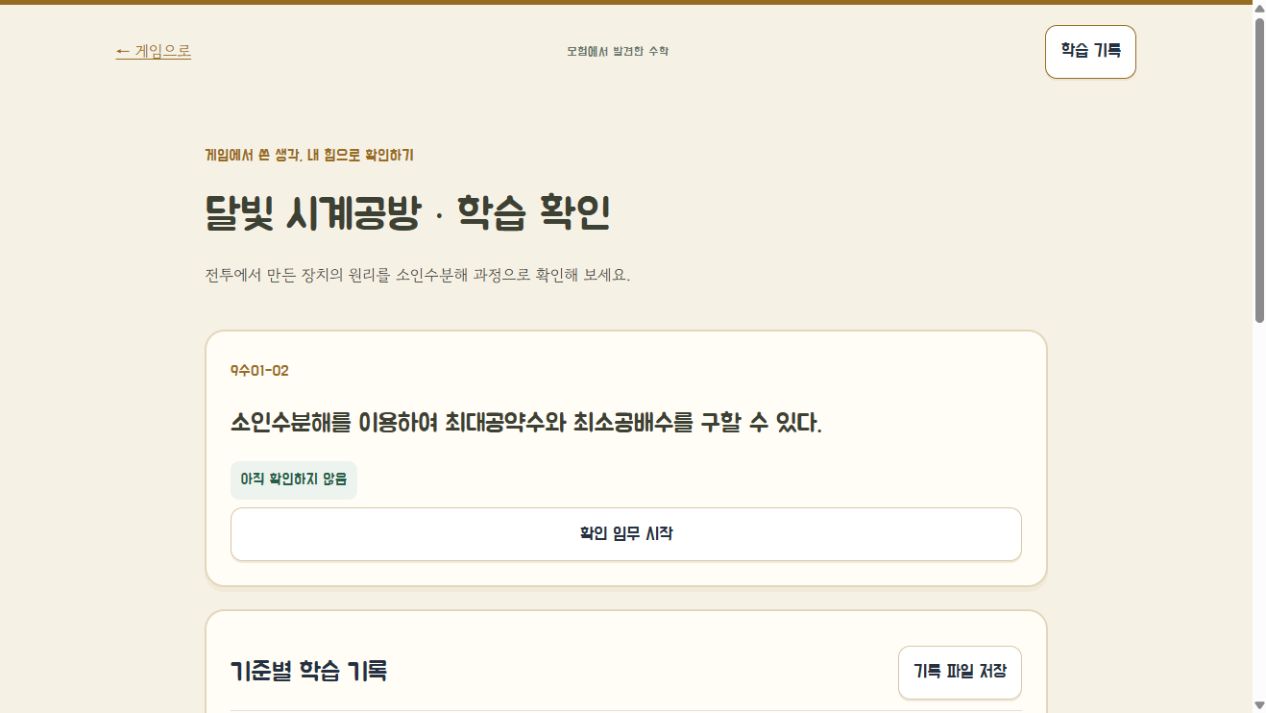 ← 게임으로
모험에서 발견한 수학
학습 기록
게임에서 쓴 생각, 내 힘으로 확인하기
달빛 시계공방 · 학습 확인
전투에서 만든 장치의 원리를 소인수분해 과정으로 확인해 보세요.
9수01-02
소인수분해를 이용하여 최대공약수와 최소공배수를 구할 수 있다.
아직 확인하지 않음
확인 임무 시작
기준별 학습 기록
기록 파일 저장